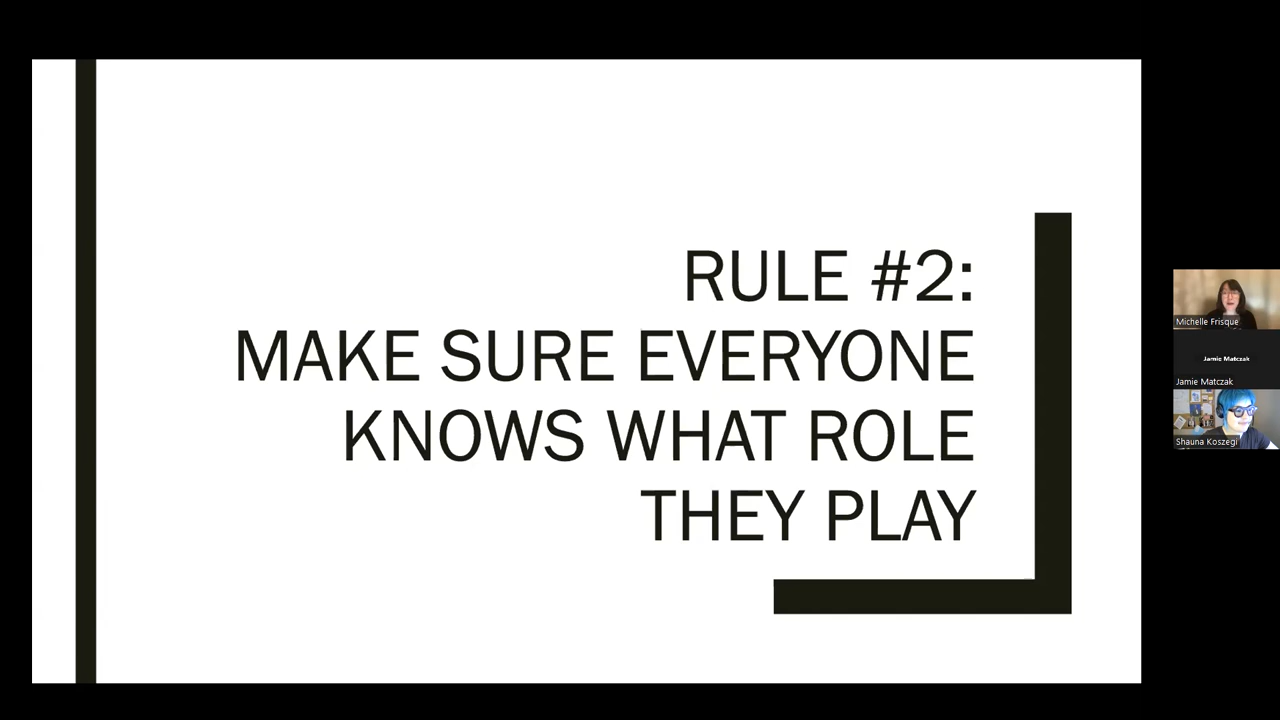 RULE #2:
MAKE SURE EVERYONE
KNOWS WHAT ROLE
THEY PLAY
Michelle Frisque
Jamie Matczak
Jamie Matczak
Shauna Koszegi